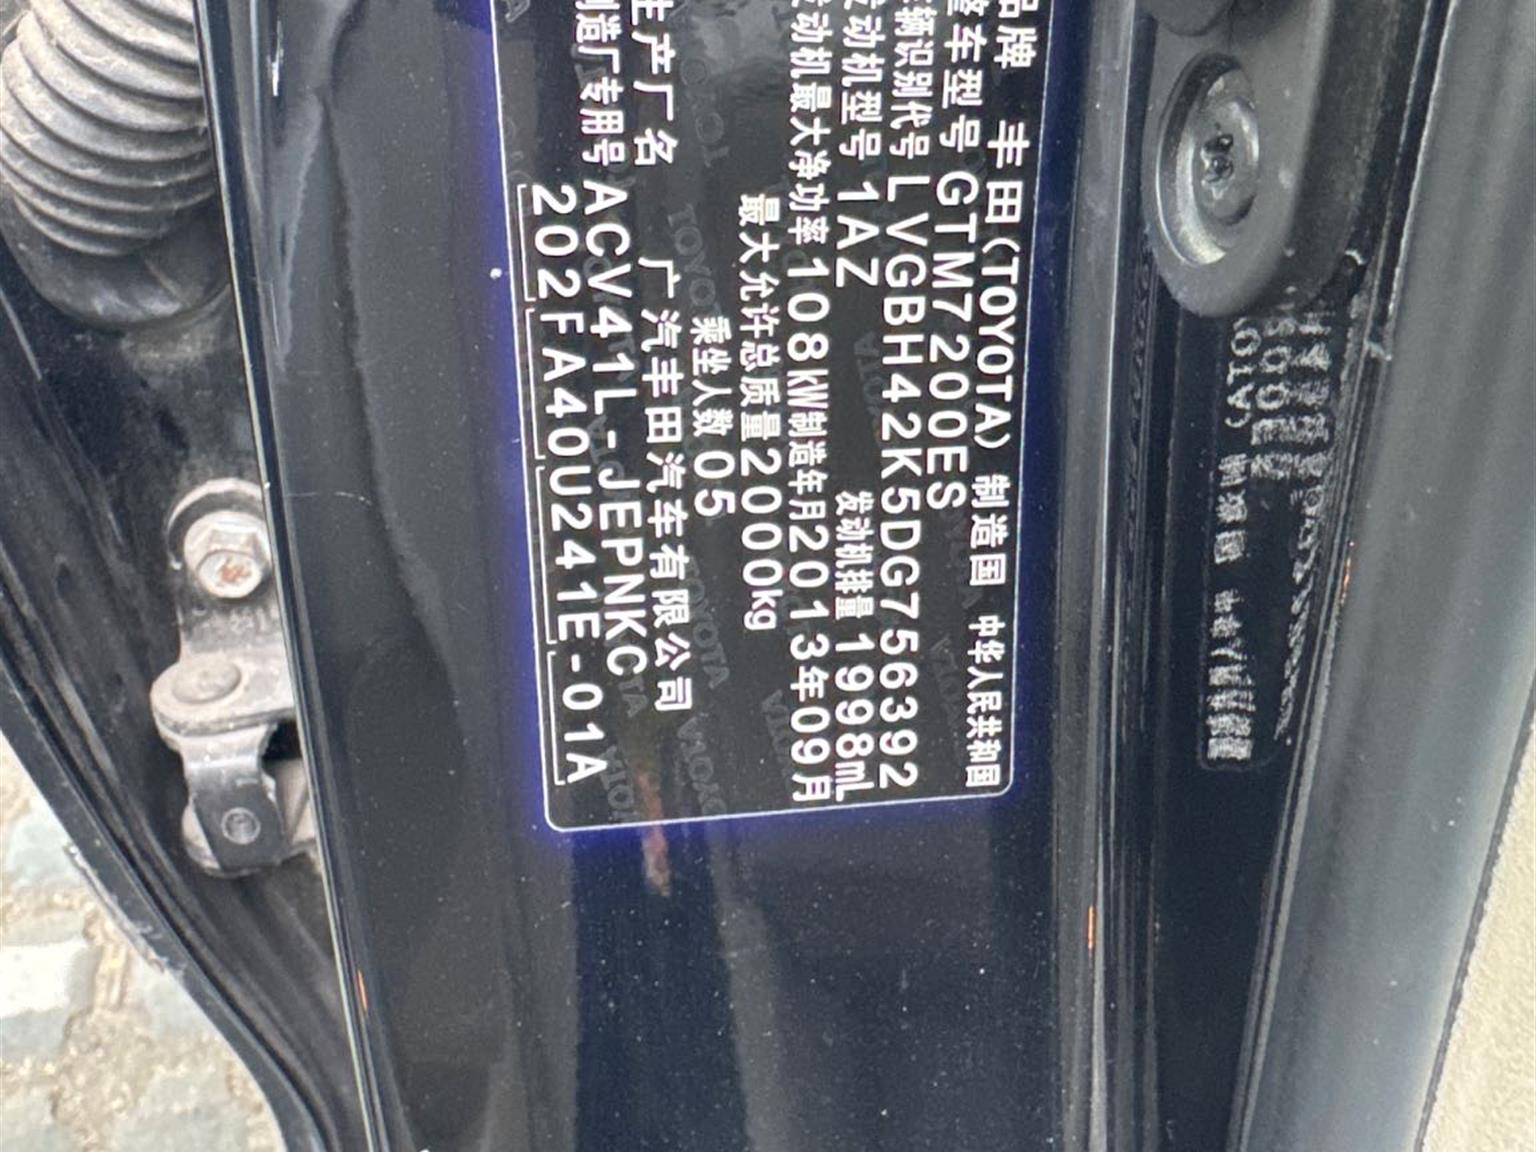 品牌 丰田(TOYOTA) 制造国 中华人民共和国
整车型号 GTM7200ES
车辆识别代号 LVGBH42K5DG756392
发动机型号 1AZ 发动机排量 1998mL
发动机最大净功率 108kW 制造年月 2013年09月
最大允许总质量 2000kg
乘坐人数 05
生产厂名 广汽丰田汽车有限公司
制造厂专用号 ACV41L-JEPNKC
202FA40U241E-01A